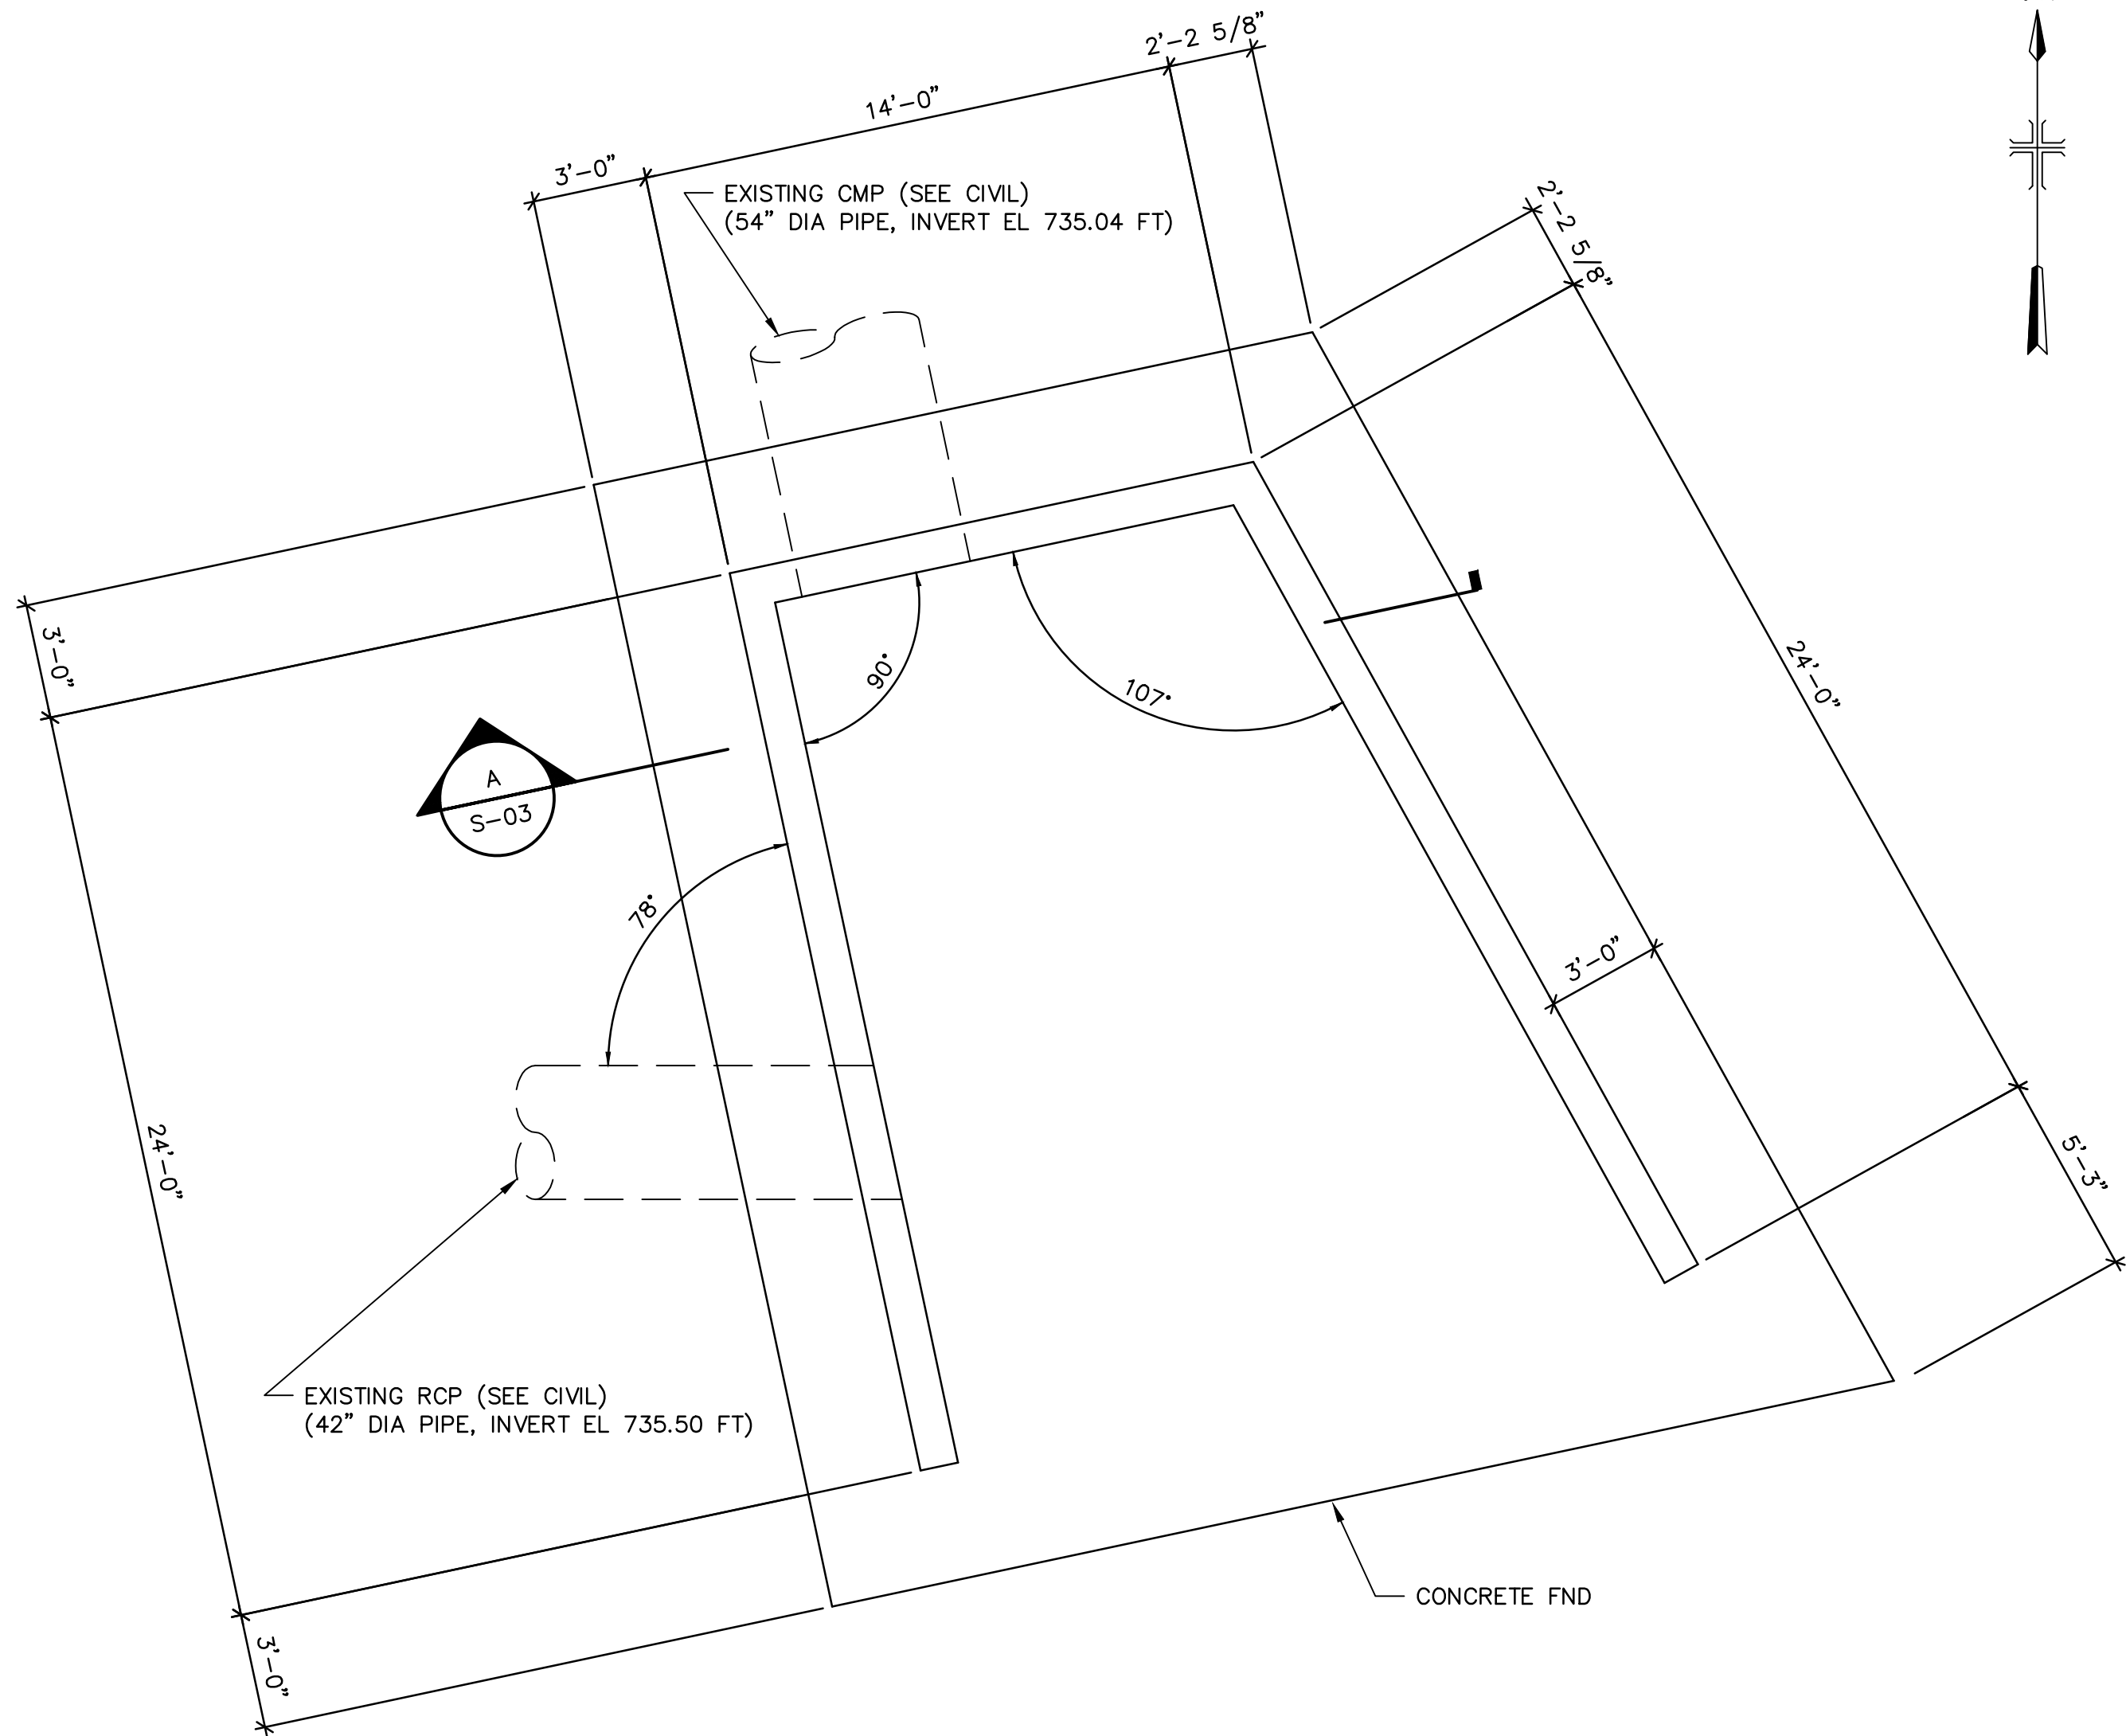 2'-2 5/8"
14'-0"
3'-0"
EXISTING CMP (SEE CIVIL)
(54" DIA PIPE, INVERT EL 735.04 FT)
2'-2 5/8"
3'-0"
90°
107°
24'-0"
A
S-03
78°
3'-0"
24'-0"
5'-3"
EXISTING RCP (SEE CIVIL)
(42" DIA PIPE, INVERT EL 735.50 FT)
CONCRETE FND
3'-0"